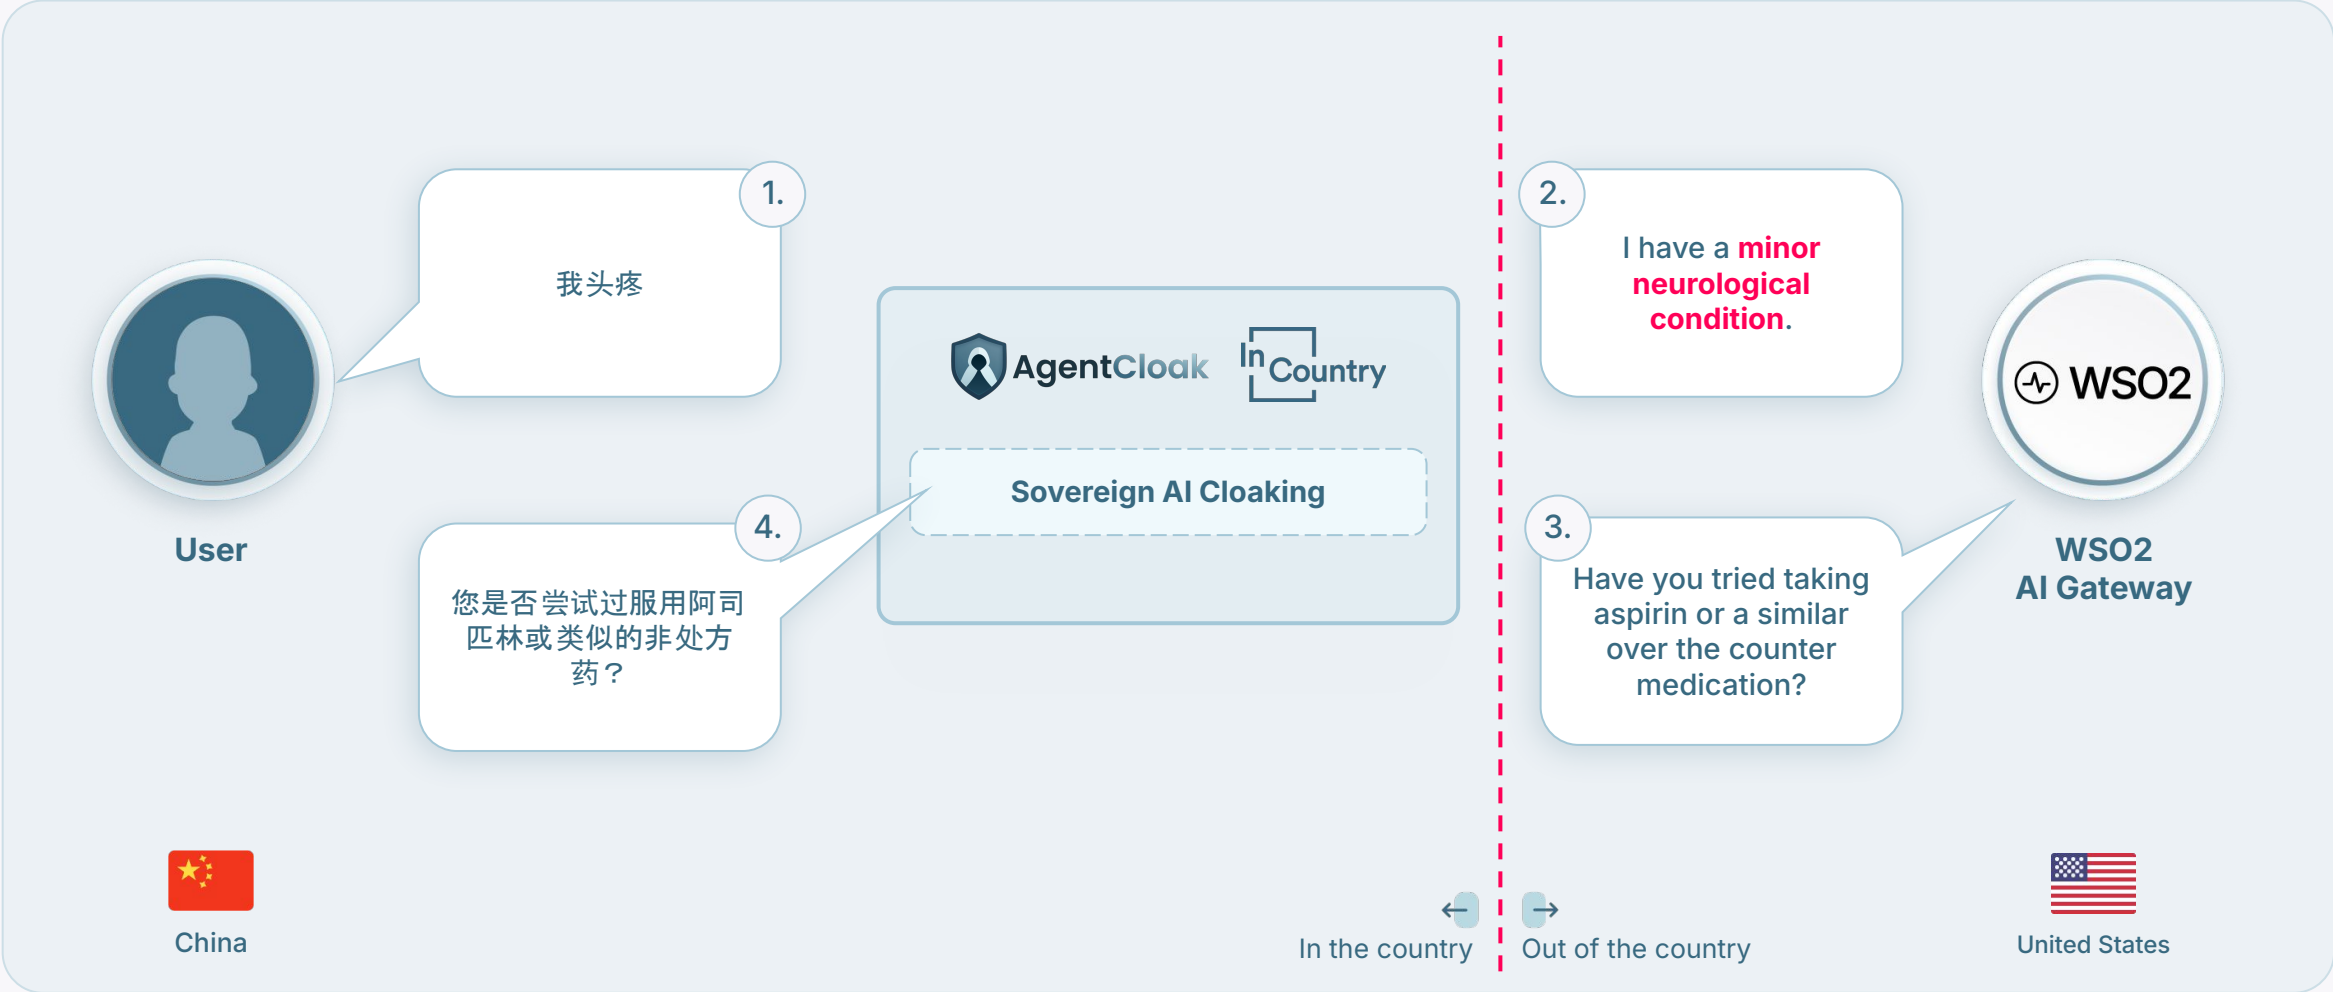 1.
我头疼
2.
I have a minor
neurological
condition.
AgentCloak
In
Country
Sovereign AI Cloaking
WSO2
User
4.
您是否尝试过服用阿司
匹林或类似的非处方
药？
3.
Have you tried taking
aspirin or a similar
over the counter
medication?
WSO2
AI Gateway
China
In the country
Out of the country
United States